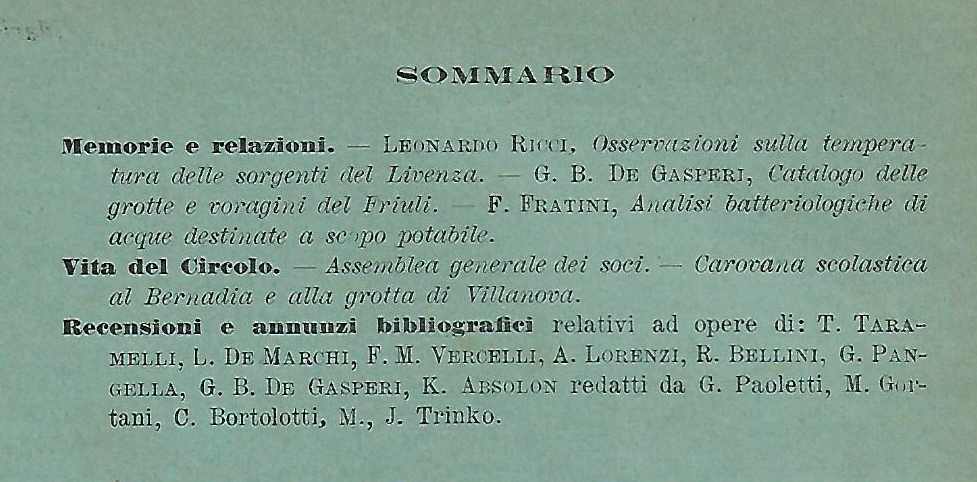 SOMMARIO
Memorie e relazioni. — LEONARDO RICCI, Osservazioni sulla tempera-
tura delle sorgenti del Livenza. — G. B. DE GASPERI, Catalogo delle
grotte e voragini del Friuli. — F. FRATINI, Analisi batteriologiche di
acque destinate a scopo potabile.
Vita del Circolo. — Assemblea generale dei soci. — Carovana scolastica
al Bernadia e alla grotta di Villanova.
Recensioni e annunzi bibliografici relativi ad opere di: T. TARA-
MELLI, L. DE MARCHI, F. M. VERCELLI, A. LORENZI, R. BELLINI, G. PAN-
GELLA, G. B. DE GASPERI, K. ABSOLON redatti da G. Paoletti, M. Gor-
tani, C. Bortolotti, M., J. Trinko.